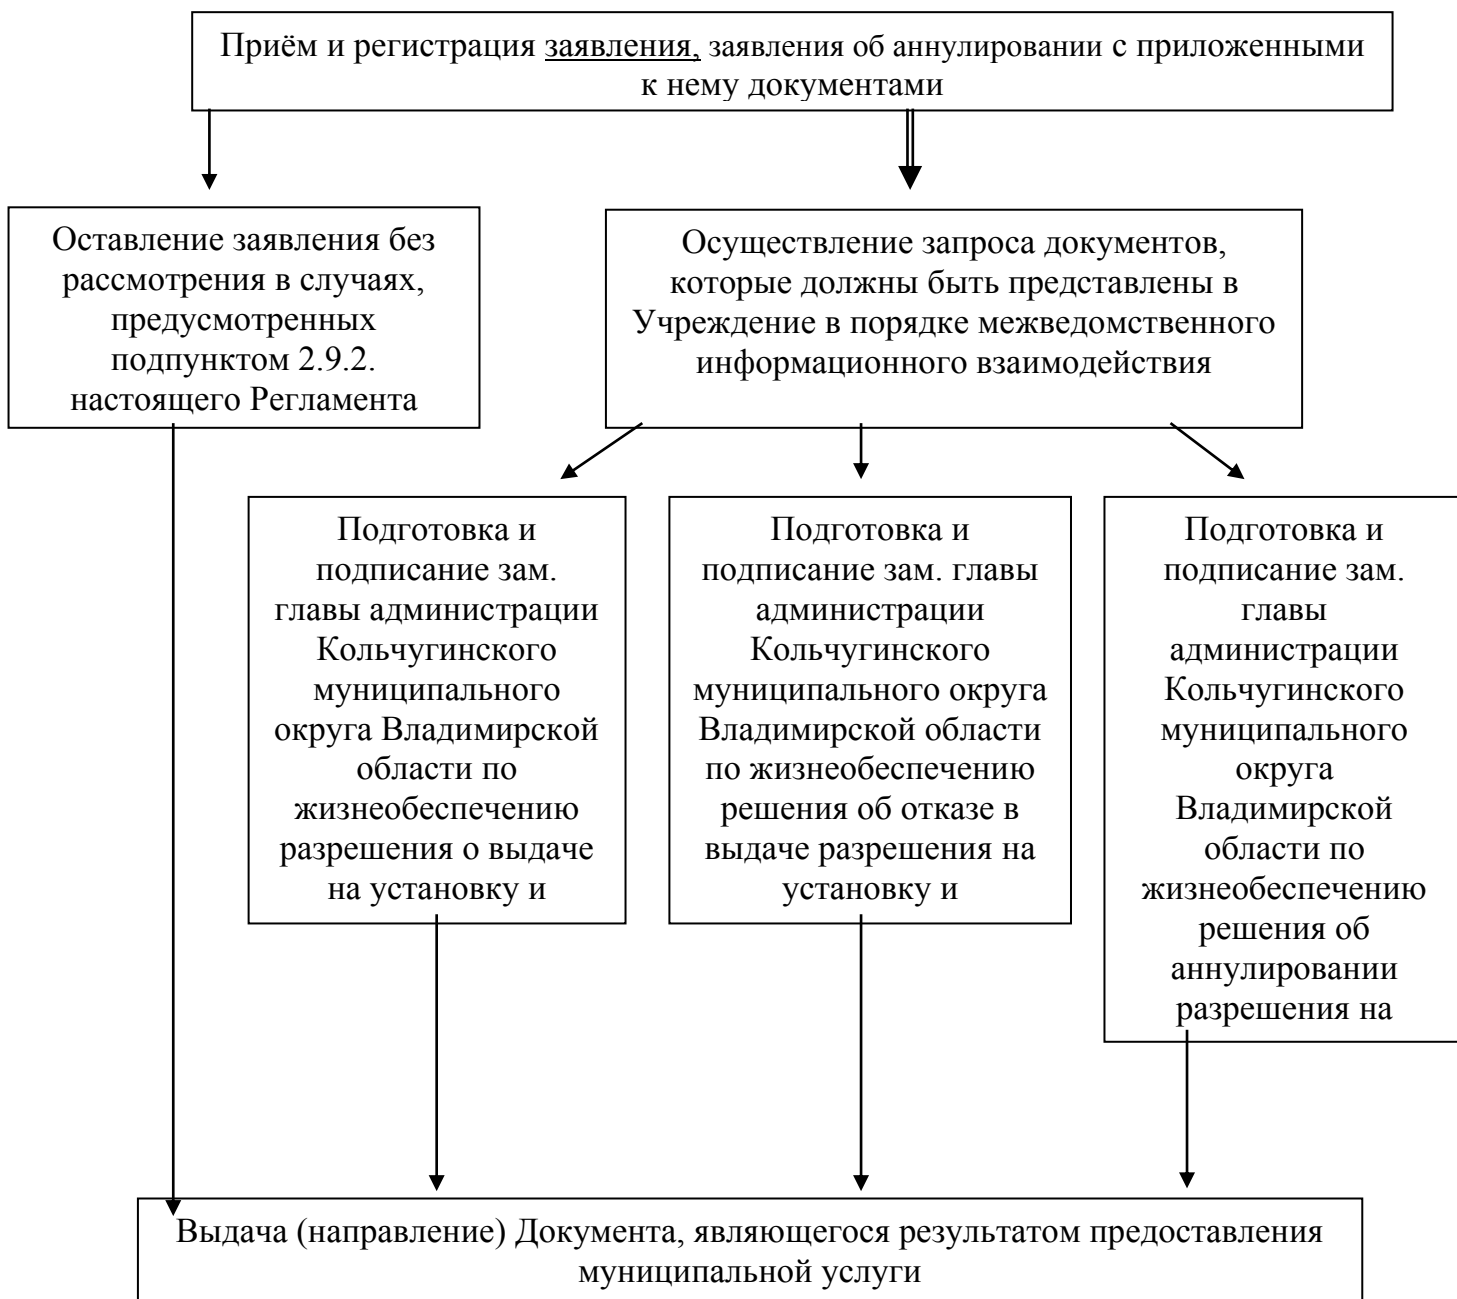 Приём и регистрация заявления, заявления об аннулировании с приложенными
к нему документами
Оставление заявления без
рассмотрения в случаях,
предусмотренных
подпунктом 2.9.2.
настоящего Регламента
Осуществление запроса документов,
которые должны быть представлены в
Учреждение в порядке межведомственного
информационного взаимодействия
Подготовка и
подписание зам.
главы администрации
Кольчугинского
муниципального
округа Владимирской
области по
жизнеобеспечению
разрешения о выдаче
на установку и
Подготовка и
подписание зам. главы
администрации
Кольчугинского
муниципального округа
Владимирской области
по жизнеобеспечению
решения об отказе в
выдаче разрешения на
установку и
Подготовка и
подписание зам.
главы
администрации
Кольчугинского
муниципального
округа
Владимирской
области по
жизнеобеспечению
решения об
аннулировании
разрешения на
Выдача (направление) Документа, являющегося результатом предоставления
муниципальной услуги